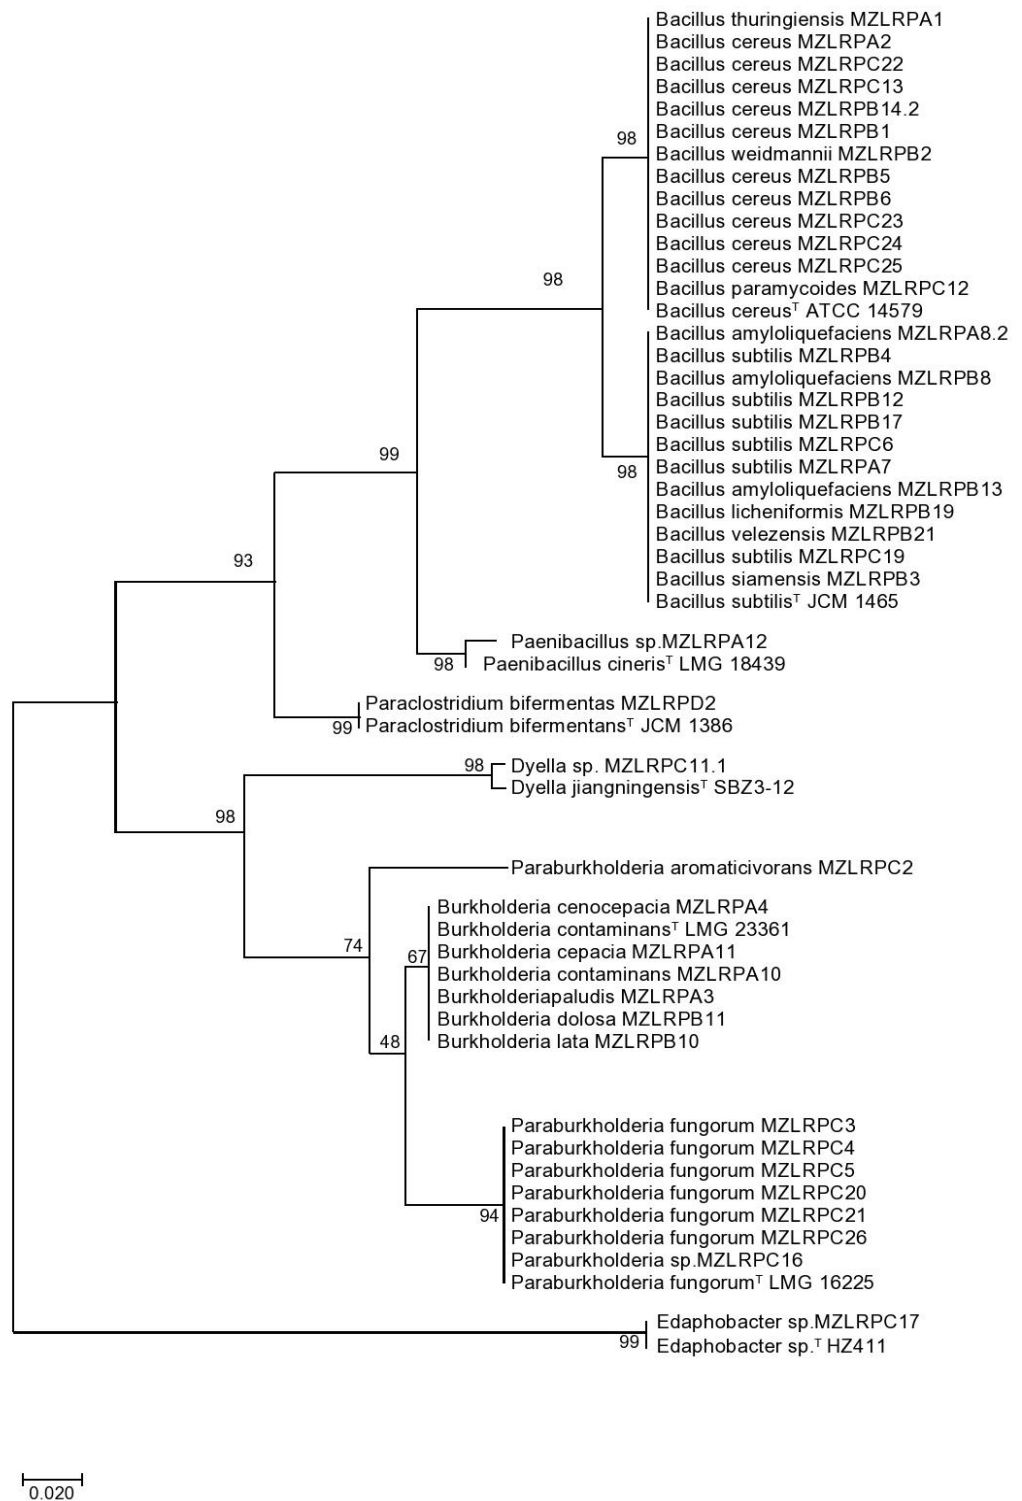 Bacillus thuringiensis MZLRPA1
Bacillus cereus MZLRPA2
Bacillus cereus MZLRPC22
Bacillus cereus MZLRPC13
Bacillus cereus MZLRPB14.2
Bacillus cereus MZLRPB1
98
Bacillus weidmannii MZLRPB2
Bacillus cereus MZLRPB5
Bacillus cereus MZLRPB6
Bacillus cereus MZLRPC23
Bacillus cereus MZLRPC24
Bacillus cereus MZLRPC25
98
Bacillus paramycoides MZLRPC12
Bacillus cereusᵀ ATCC 14579
Bacillus amyloliquefaciens MZLRPA8.2
Bacillus subtilis MZLRPB4
Bacillus amyloliquefaciens MZLRPB8
Bacillus subtilis MZLRPB12
Bacillus subtilis MZLRPB17
Bacillus subtilis MZLRPC6
99
Bacillus subtilis MZLRPA7
98
Bacillus amyloliquefaciens MZLRPB13
Bacillus licheniformis MZLRPB19
Bacillus velezensis MZLRPB21
Bacillus subtilis MZLRPC19
93
Bacillus siamensis MZLRPB3
Bacillus subtilisᵀ JCM 1465
Paenibacillus sp.MZLRPA12
98
Paenibacillus cinerisᵀ LMG 18439
Paraclostridium bifermentas MZLRPD2
99
Paraclostridium bifermentansᵀ JCM 1386
98
Dyella sp. MZLRPC11.1
Dyella jiangningensisᵀ SBZ3-12
98
Paraburkholderia aromaticivorans MZLRPC2
Burkholderia cenocepacia MZLRPA4
Burkholderia contaminansᵀ LMG 23361
74
67
Burkholderia cepacia MZLRPA11
Burkholderia contaminans MZLRPA10
Burkholderiapaludis MZLRPA3
Burkholderia dolosa MZLRPB11
48
Burkholderia lata MZLRPB10
Paraburkholderia fungorum MZLRPC3
Paraburkholderia fungorum MZLRPC4
Paraburkholderia fungorum MZLRPC5
Paraburkholderia fungorum MZLRPC20
94
Paraburkholderia fungorum MZLRPC21
Paraburkholderia fungorum MZLRPC26
Paraburkholderia sp.MZLRPC16
Paraburkholderia fungorumᵀ LMG 16225
Edaphobacter sp.MZLRPC17
99
Edaphobacter sp.ᵀ HZ411
0.020